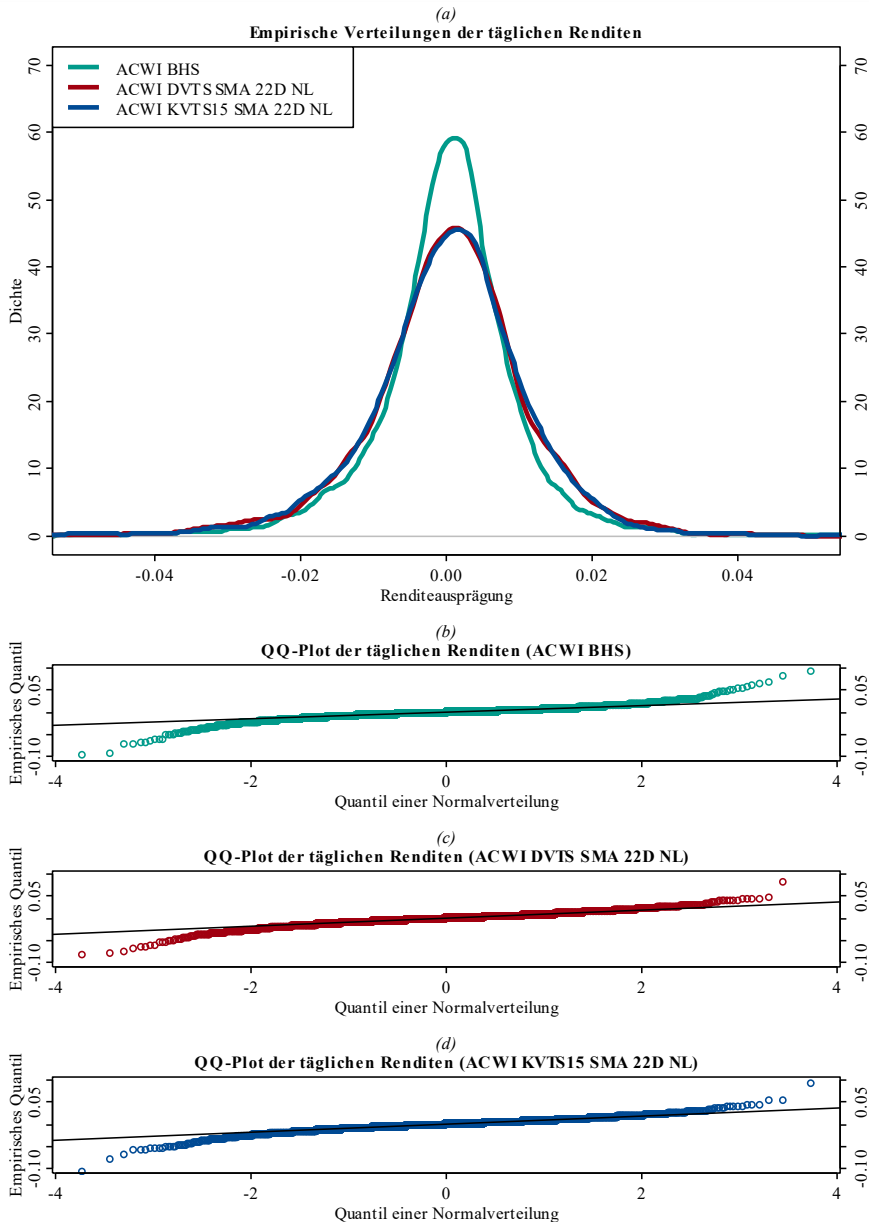 (a)
Empirische Verteilungen der täglichen Renditen
ACWI BHS
ACWI DVTS SMA 22D NL
ACWI KVTS15 SMA 22D NL
Dichte
0 10 20 30 40 50 60 70
0 10 20 30 40 50 60 70
-0.04 -0.02 0.00 0.02 0.04
Renditeausprägung
(b)
QQ-Plot der täglichen Renditen (ACWI BHS)
Empirisches Quantil
-0.10 0.05
-0.10 0.05
-4 -2 0 2 4
Quantil einer Normalverteilung
(c)
QQ-Plot der täglichen Renditen (ACWI DVTS SMA 22D NL)
Empirisches Quantil
-0.10 0.05
-0.10 0.05
-4 -2 0 2 4
Quantil einer Normalverteilung
(d)
QQ-Plot der täglichen Renditen (ACWI KVTS15 SMA 22D NL)
Empirisches Quantil
-0.10 0.05
-0.10 0.05
-4 -2 0 2 4
Quantil einer Normalverteilung